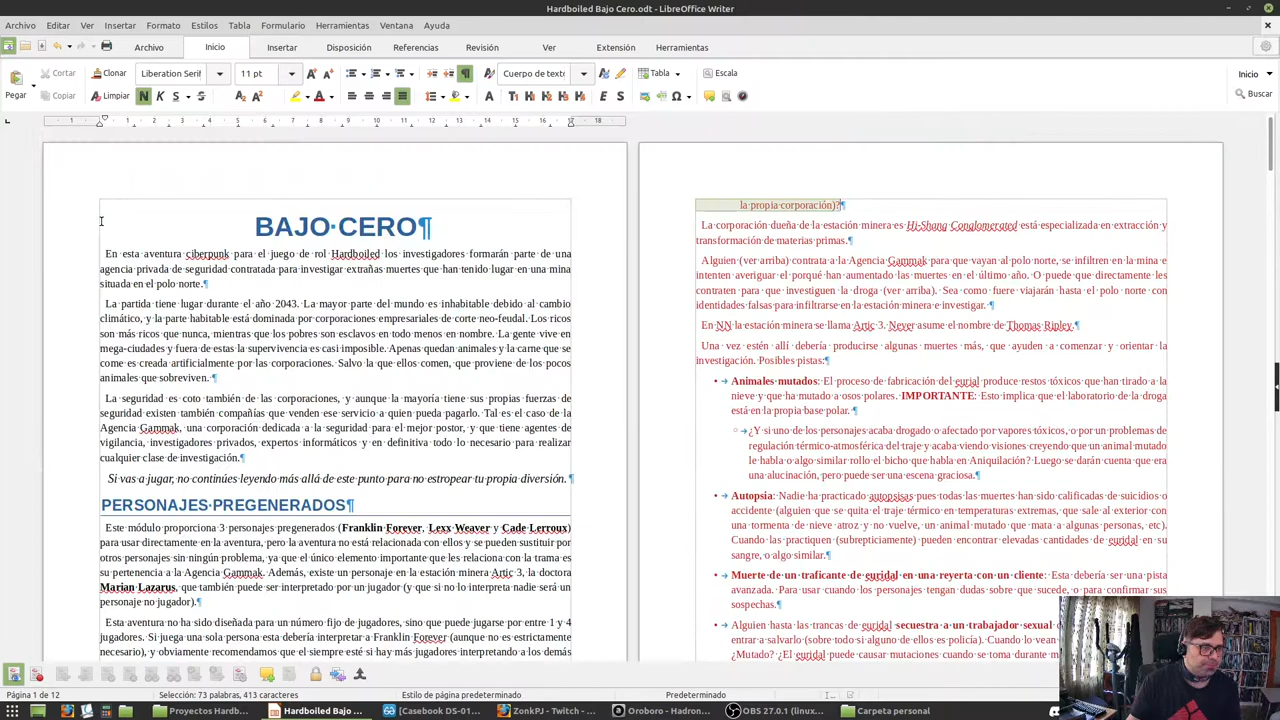 Hardboiled Bajo Cero.odt - LibreOffice Writer
Archivo Editar Ver Insertar Formato Estilos Tabla Formulario Herramientas Ventana Ayuda
Archivo Inicio Insertar Disposición Referencias Revisión Ver Extensión Herramientas
Cortar Clonar Liberation Serif 11 pt Cuerpo de texto Tabla Escala Inicio
Pegar Copiar Limpiar Buscar
BAJO CERO¶
En esta aventura ciberpunk para el juego de rol Hardboiled los investigadores formarán parte de una
agencia privada de seguridad contratada para investigar extrañas muertes que han tenido lugar en una mina
situada en el polo norte.¶
La partida tiene lugar durante el año 2043. La mayor parte del mundo es inhabitable debido al cambio
climático, y la parte habitable está dominada por corporaciones empresariales de corte neo-feudal. Los ricos
son más ricos que nunca, mientras que los pobres son esclavos en todo menos en nombre. La gente vive en
mega-ciudades y fuera de estas la supervivencia es casi imposible. Apenas quedan animales y la carne que se
come es creada artificialmente por las corporaciones. Salvo la que ellos comen, que proviene de los pocos
animales que sobreviven. ¶
La seguridad es coto también de las corporaciones, y aunque la mayoría tiene sus propias fuerzas de
seguridad existen también compañías que venden ese servicio a quien pueda pagarlo. Tal es el caso de la
Agencia Gammak, una corporación dedicada a la seguridad para el mejor postor, y que tiene agentes de
vigilancia, investigadores privados, expertos informáticos y en definitiva todo lo necesario para realizar
cualquier clase de investigación.¶
Si vas a jugar, no continúes leyendo más allá de este punto para no estropear tu propia diversión.¶
PERSONAJES PREGENERADOS¶
Este módulo proporciona 3 personajes pregenerados (Franklin Forever, Lexx Weaver y Cade Lerroux)
para usar directamente en la aventura, pero la aventura no está relacionada con ellos y se pueden sustituir por
otros personajes sin ningún problema, ya que el único elemento importante que les relaciona con la trama es
su pertenencia a la Agencia Gammak. Además, existe un personaje en la estación minera Artic 3, la doctora
Marian Lazarus, que también puede ser interpretado por un jugador (y que si no lo interpreta nadie será un
personaje no jugador).¶
Esta aventura no ha sido diseñada para un número fijo de jugadores, sino que puede jugarse por entre 1 y 4
jugadores. Si juega una sola persona esta debería interpretar a Franklin Forever (aunque no es estrictamente
necesario), y obviamente recomendamos que el siempre esté si hay más jugadores interpretando a los demás
la propia corporación)?¶
La corporación dueña de la estación minera es Hi-Shang Conglomerated está especializada en extracción y
transformación de materias primas.¶
Alguien (ver arriba) contrata a la Agencia Gammak para que vayan al polo norte, se infiltren en la mina e
intenten averiguar el porqué han aumentado las muertes en el último año. O puede que directamente les
contraten para que investiguen la droga (ver arriba). Sea como fuere viajarán hasta el polo norte con
identidades falsas para infiltrarse en la estación minera e investigar. ¶
En NN la estación minera se llama Artic 3. Never asume el nombre de Thomas Ripley.¶
Una vez estén allí debería producirse algunas muertes más, que ayuden a comenzar y orientar la
investigación. Posibles pistas:¶
• Animales mutados: El proceso de fabricación del eurial produce restos tóxicos que han tirado a la
nieve y que ha mutado a osos polares. IMPORTANTE: Esto implica que el laboratorio de la droga
está en la propia base polar. ¶
◦ ¿Y si uno de los personajes acaba drogado o afectado por vapores tóxicos, o por un problemas de
regulación térmico-atmosférica del traje y acaba viendo visiones creyendo que un animal mutado
le habla o algo similar rollo el bicho que habla en Aniquilación? Luego se darán cuenta que era
una alucinación, pero puede ser una escena graciosa.¶
• Autopsia: Nadie ha practicado autopsisas pues todas las muertes han sido calificadas de suicidios o
accidente (alguien que se quita el traje térmico en temperaturas extremas, que sale al exterior con
una tormenta de nieve atroz y no vuelve, un animal mutado que mata a algunas personas, etc).
Cuando las practiquen (subrepticiamente) pueden encontrar elevadas cantidades de euridal en su
sangre, o algo similar.¶
• Muerte de un traficante de euridal en una reyerta con un cliente: Esta debería ser una pista
avanzada. Para usar cuando los personajes tengan dudas sobre que sucede, o para confirmar sus
sospechas.¶
• Alguien hasta las trancas de euridal secuestra a un trabajador sexual
entrar a salvarlo (sobre todo si alguno de ellos es policía). Cuando lo vean
¿Mutado? ¿El euridal puede causar mutaciones cuando se toma durante
Página 1 de 12 Selección: 73 palabras, 413 caracteres Estilo de página predeterminado Predeterminado
Proyectos Hardb... Hardboiled Bajo ... [Casebook DS-01... ZonkPJ - Twitch - ... Oroboro - Hadron... OBS 27.0.1 (linux... Carpeta personal